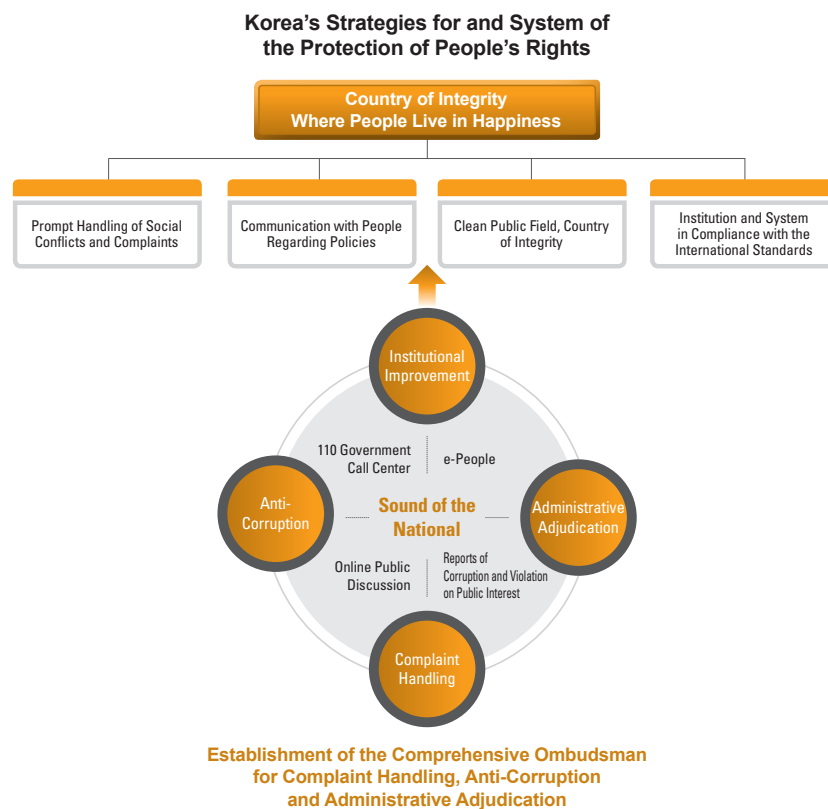 Korea's Strategies for and System of
the Protection of People's Rights
Country of Integrity
Where People Live in Happiness
Prompt Handling of Social
Conflicts and Complaints
Communication with People
Regarding Policies
Clean Public Field, Country
of Integrity
Institution and System
in Compliance with the
International Standards
Institutional
Improvement
110 Government
Call Center
e-People
Anti-
Corruption
Sound of the
National
Administrative
Adjudication
Online Public
Discussion
Reports of
Corruption and Violation
on Public Interest
Complaint
Handling
Establishment of the Comprehensive Ombudsman
for Complaint Handling, Anti-Corruption
and Administrative Adjudication